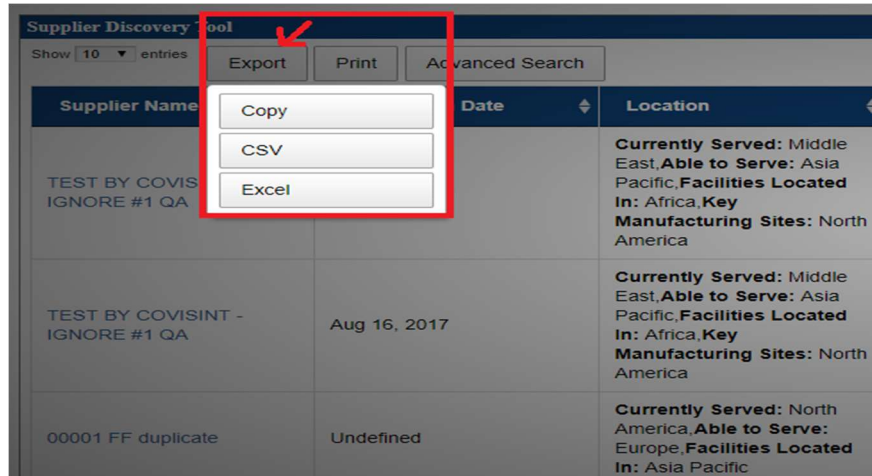 Supplier Discovery Tool
Show 10 entries
Export Print Advanced Search
Supplier Name Date Location
Copy
CSV
Excel
TEST BY COVIS
IGNORE #1 QA
Currently Served: Middle
East,Able to Serve: Asia
Pacific,Facilities Located
In: Africa,Key
Manufacturing Sites: North
America
TEST BY COVISINT -
IGNORE #1 QA
Aug 16, 2017
Currently Served: Middle
East,Able to Serve: Asia
Pacific,Facilities Located
In: Africa,Key
Manufacturing Sites: North
America
00001 FF duplicate
Undefined
Currently Served: North
America,Able to Serve:
Europe,Facilities Located
In: Asia Pacific